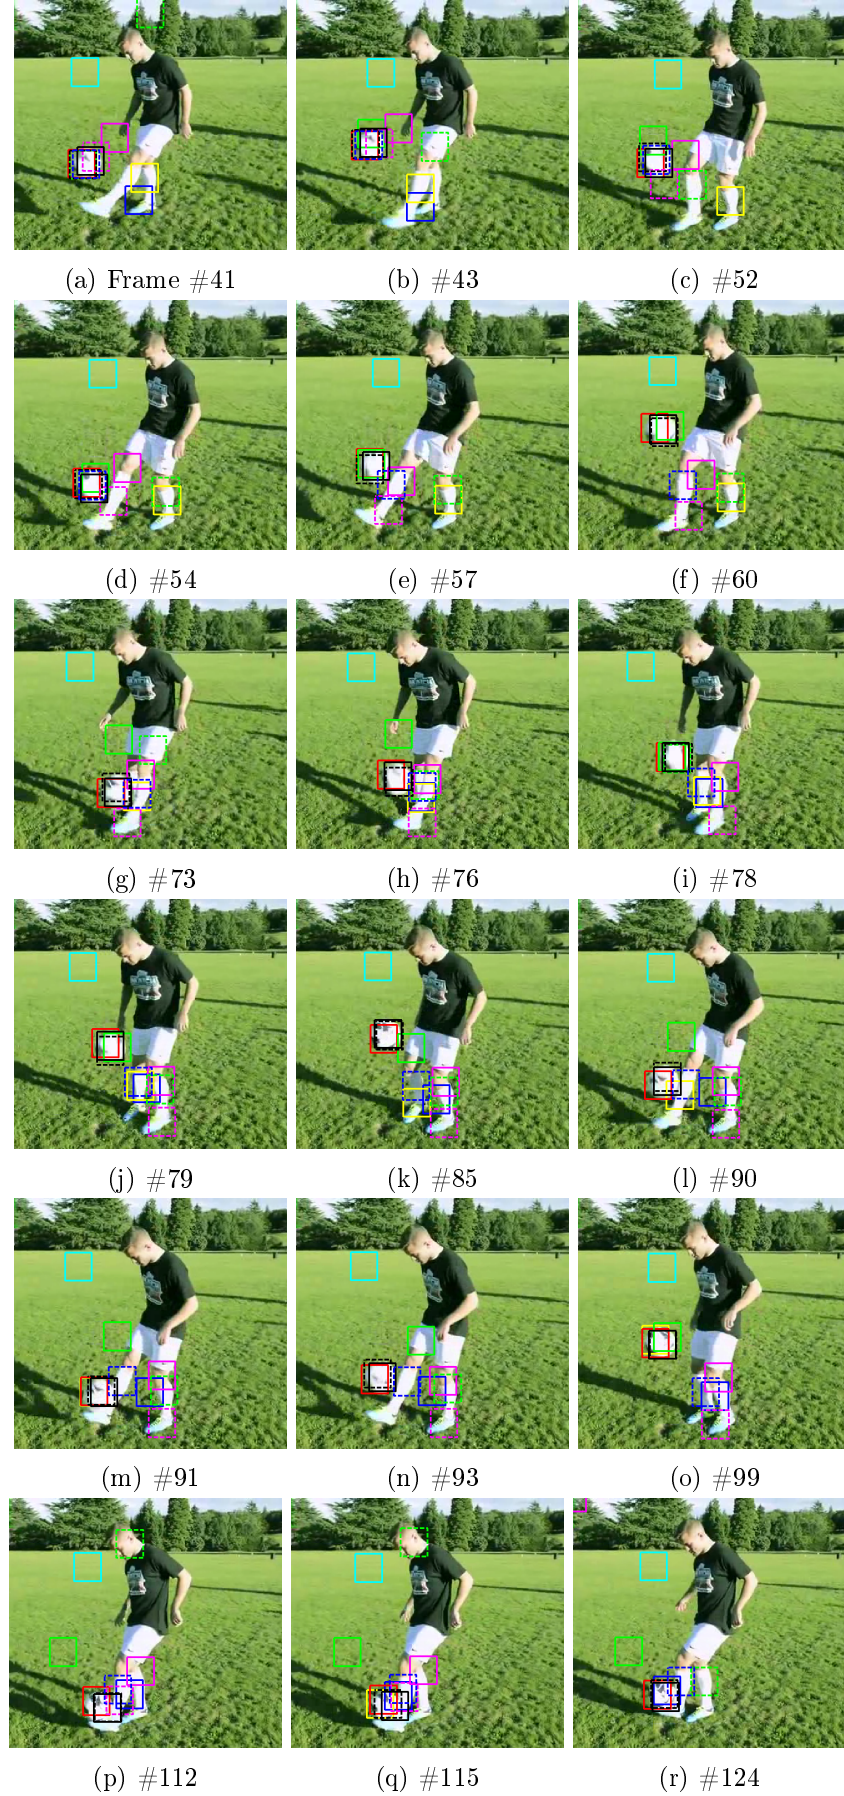 (a) Frame #41 (b) #43 (c) #52
(d) #54 (e) #57 (f) #60
(g) #73 (h) #76 (i) #78
(j) #79 (k) #85 (l) #90
(m) #91 (n) #93 (o) #99
(p) #112 (q) #115 (r) #124